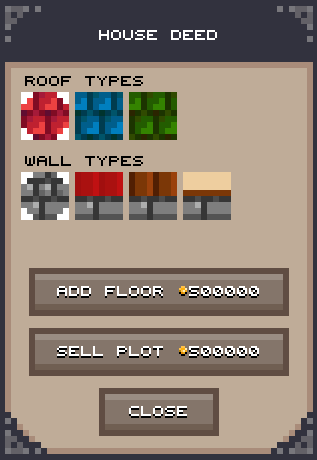 HOUSE DEED
ROOF TYPES
WALL TYPES
ADD FLOOR 500000
SELL PLOT 500000
CLOSE